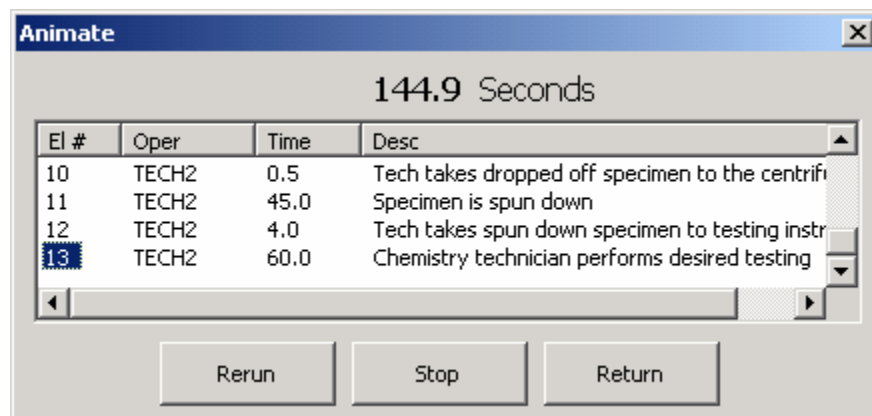 Animate
144.9 Seconds
El # Oper Time Desc
10 TECH2 0.5 Tech takes dropped off specimen to the
11 TECH2 45.0 Specimen is spun down
12 TECH2 4.0 Tech takes spun down specimen to testing
13 TECH2 60.0 Chemistry technician performs desired testing
Rerun Stop Return